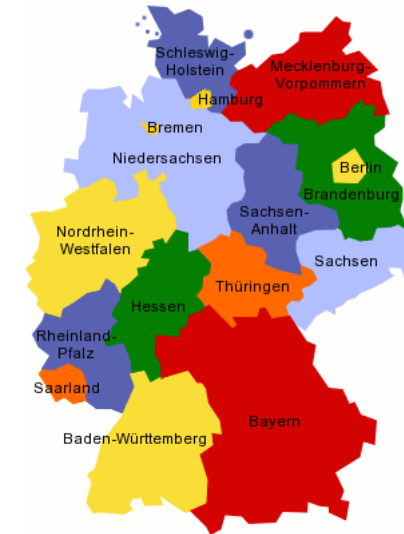 Schleswig-
Holstein
Mecklenburg-
Vorpommern
Hamburg
Bremen
Niedersachsen
Berlin
Brandenburg
Sachsen-
Anhalt
Nordrhein-
Westfalen
Sachsen
Thüringen
Hessen
Rheinland-
Pfalz
Saarland
Bayern
Baden-Württemberg